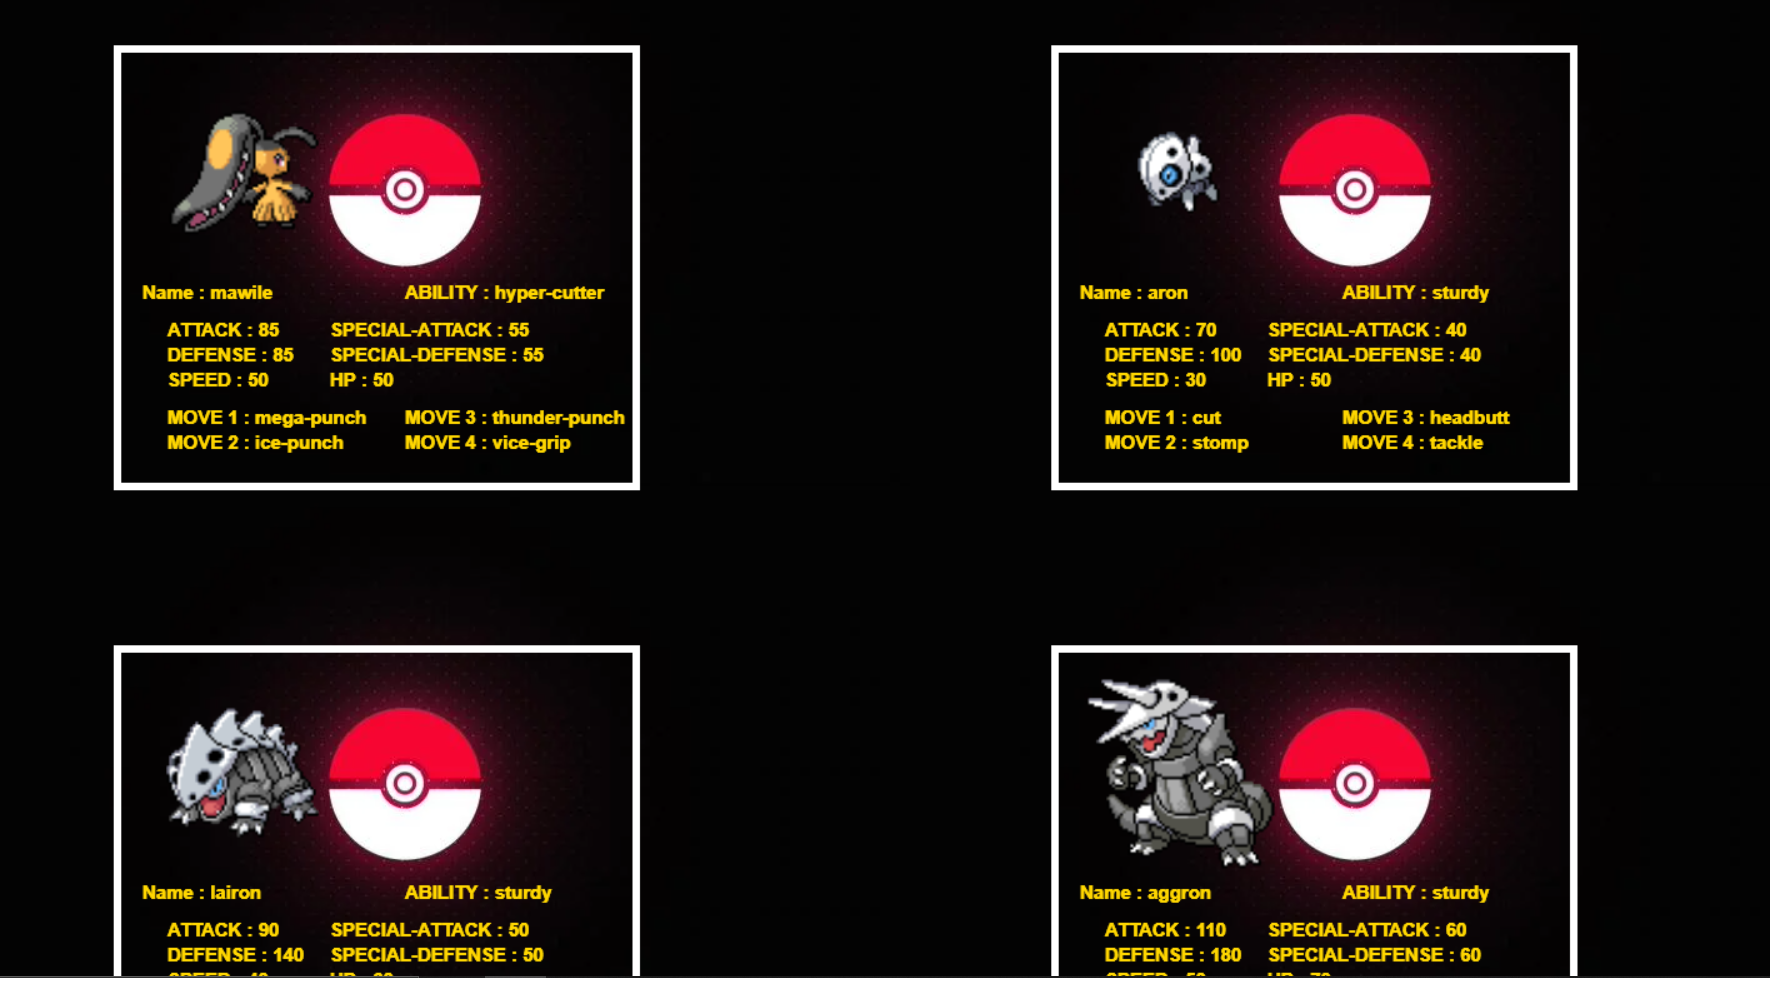 Name : mawile ABILITY : hyper-cutter
ATTACK : 85 SPECIAL-ATTACK : 55
DEFENSE : 85 SPECIAL-DEFENSE : 55
SPEED : 50 HP : 50
MOVE 1 : mega-punch MOVE 3 : thunder-punch
MOVE 2 : ice-punch MOVE 4 : vice-grip
Name : aron ABILITY : sturdy
ATTACK : 70 SPECIAL-ATTACK : 40
DEFENSE : 100 SPECIAL-DEFENSE : 40
SPEED : 30 HP : 50
MOVE 1 : cut MOVE 3 : headbutt
MOVE 2 : stomp MOVE 4 : tackle
Name : lairon ABILITY : sturdy
ATTACK : 90 SPECIAL-ATTACK : 50
DEFENSE : 140 SPECIAL-DEFENSE : 50
Name : aggron ABILITY : sturdy
ATTACK : 110 SPECIAL-ATTACK : 60
DEFENSE : 180 SPECIAL-DEFENSE : 60